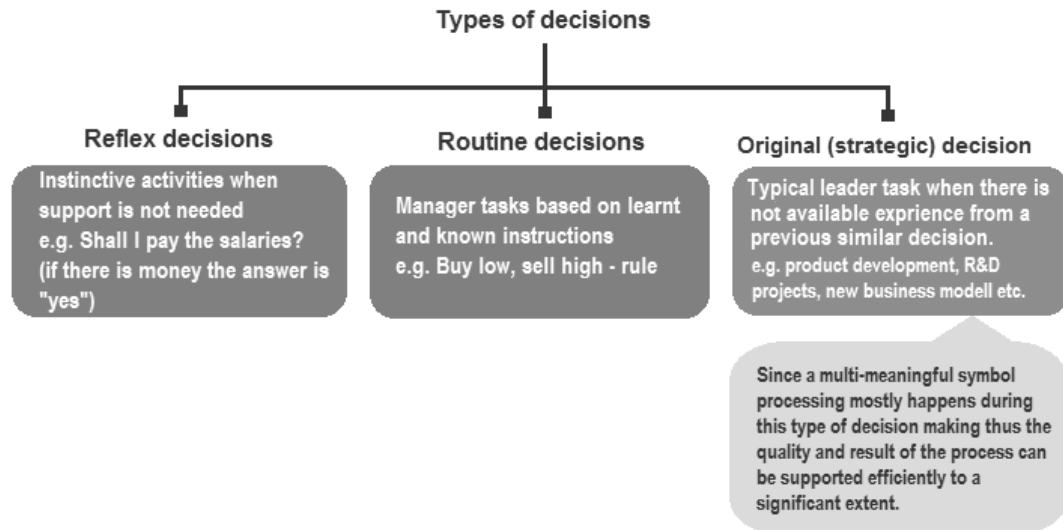 Types of decisions
Reflex decisions
Instinctive activities when
support is not needed
e.g. Shall I pay the salaries?
(if there is money the answer is
"yes")
Routine decisions
Manager tasks based on learnt
and known instructions
e.g. Buy low, sell high - rule
Original (strategic) decision
Typical leader task when there is
not available exprience from a
previous similar decision.
e.g. product development, R&D
projects, new business modell etc.
Since a multi-meaningful symbol
processing mostly happens during
this type of decision making thus the
quality and result of the process can
be supported efficiently to a
significant extent.